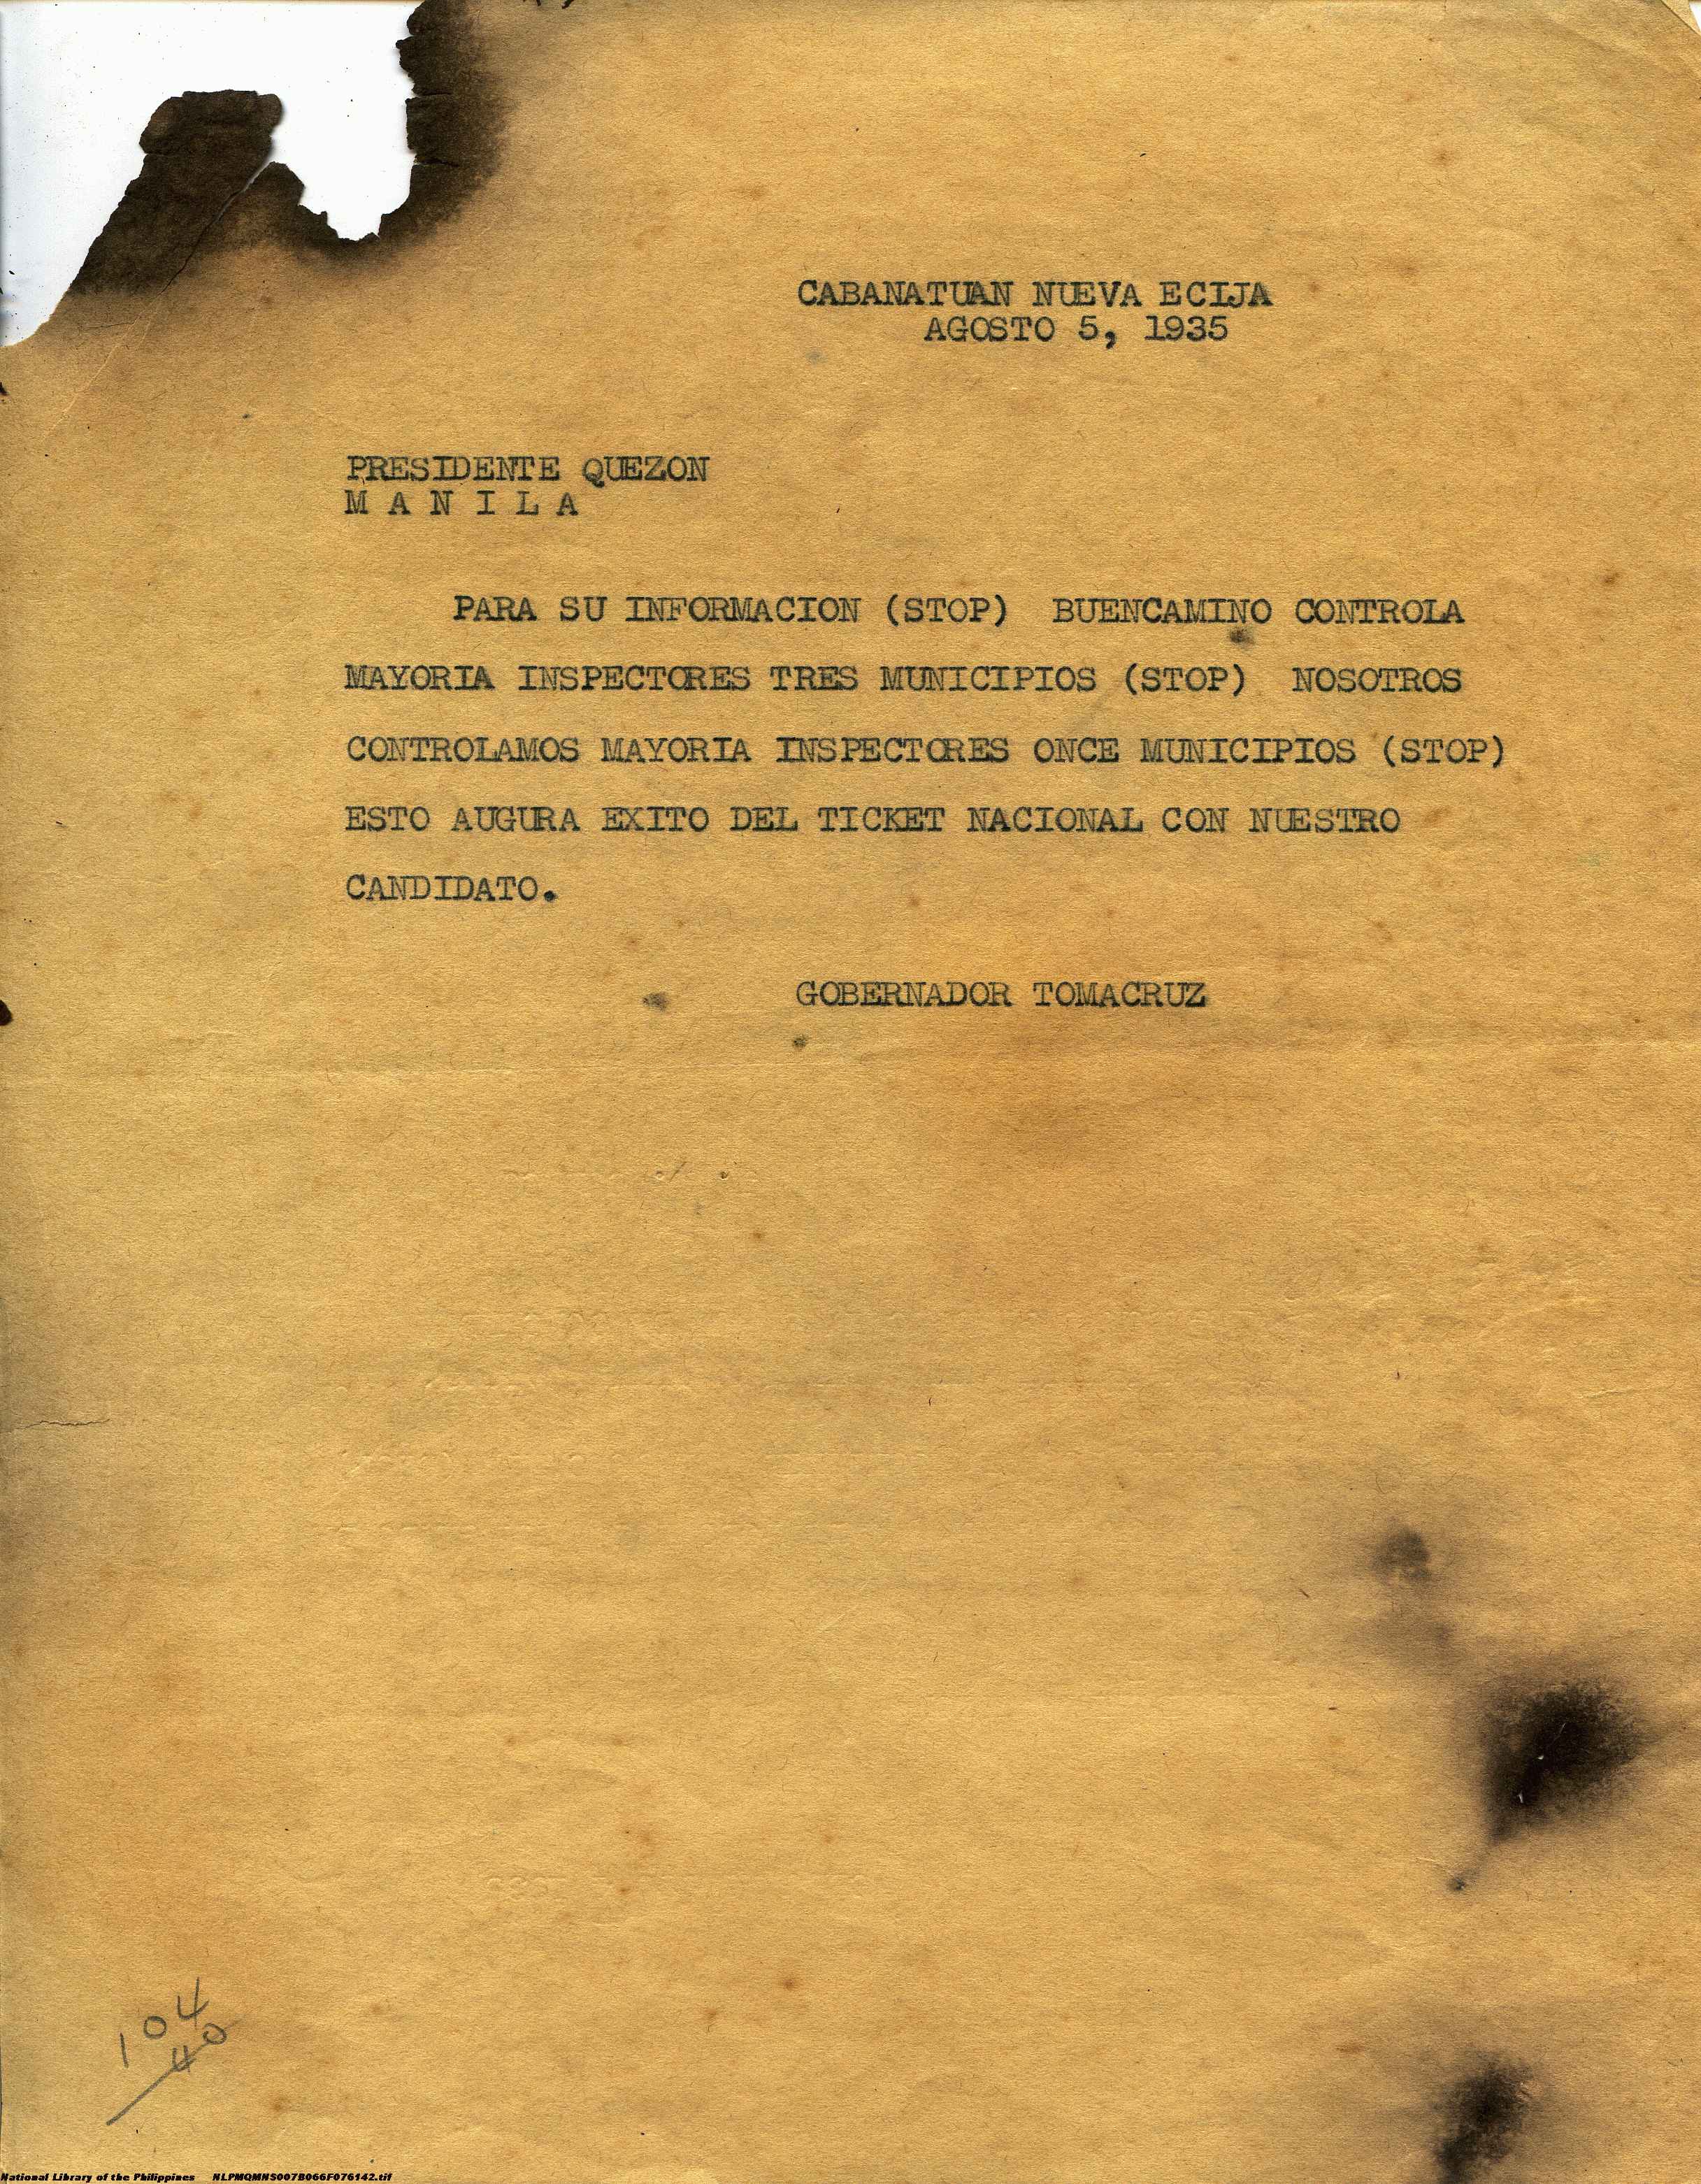 CABANATUAN NUEVA ECIJA
AGOSTO 5, 1935
PRESIDENTE QUEZON
M A N I L A
PARA SU INFORMACION (STOP) BUENCAMINO CONTROLA
MAYORIA INSPECTORES TRES MUNICIPIOS (STOP) NOSOTROS
CONTROLAMOS MAYORIA INSPECTORES ONCE MUNICIPIOS (STOP)
ESTO AUGURA EXITO DEL TICKET NACIONAL CON NUESTRO
CANDIDATO.
GOBERNADOR TOMACRUZ
104
40
National Library of the Philippines NLPMQMNS007B066F076142.tif